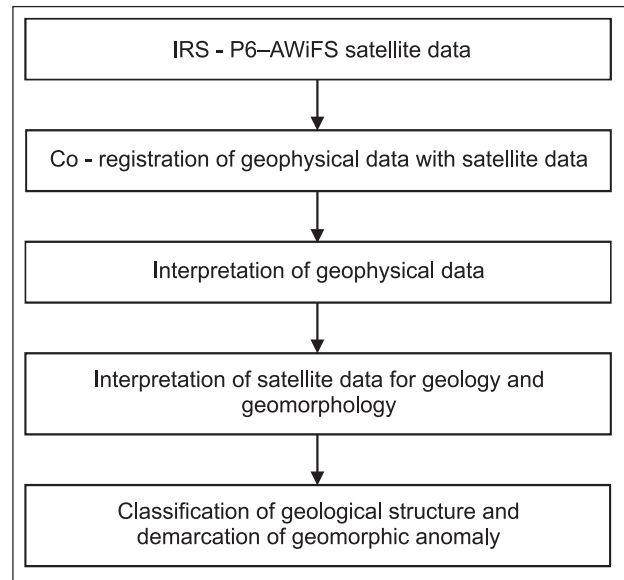 IRS - P6–AWiFS satellite data
Co - registration of geophysical data with satellite data
Interpretation of geophysical data
Interpretation of satellite data for geology and
geomorphology
Classification of geological structure and
demarcation of geomorphic anomaly